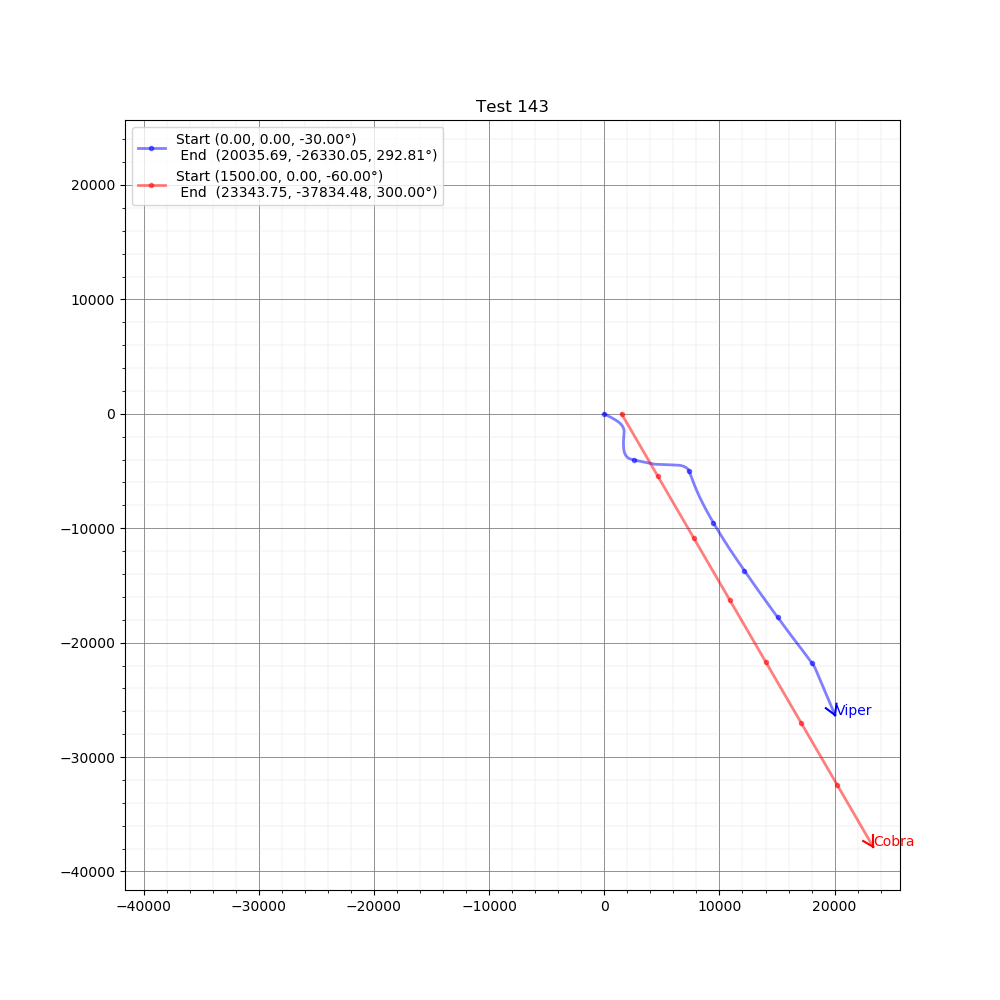 Test 143
Start (0.00, 0.00, -30.00°)
End  (20035.69, -26330.05, 292.81°)
Start (1500.00, 0.00, -60.00°)
End  (23343.75, -37834.48, 300.00°)
20000
10000
0
−10000
−20000
−30000
−40000
Viper
Cobra
−40000
−30000
−20000
−10000
0
10000
20000